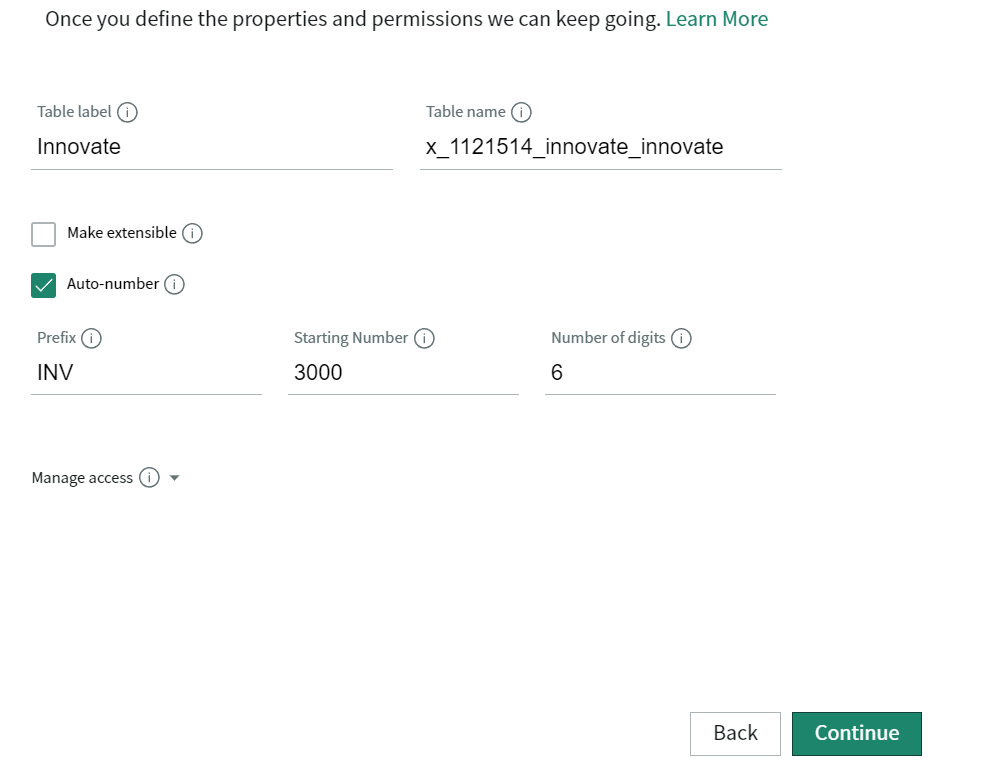 Once you define the properties and permissions we can keep going. Learn More
Table label
Table name
Innovate
x_1121514_innovate_innovate
Make extensible
Auto-number
Prefix
Starting Number
Number of digits
INV
3000
6
Manage access
Back
Continue